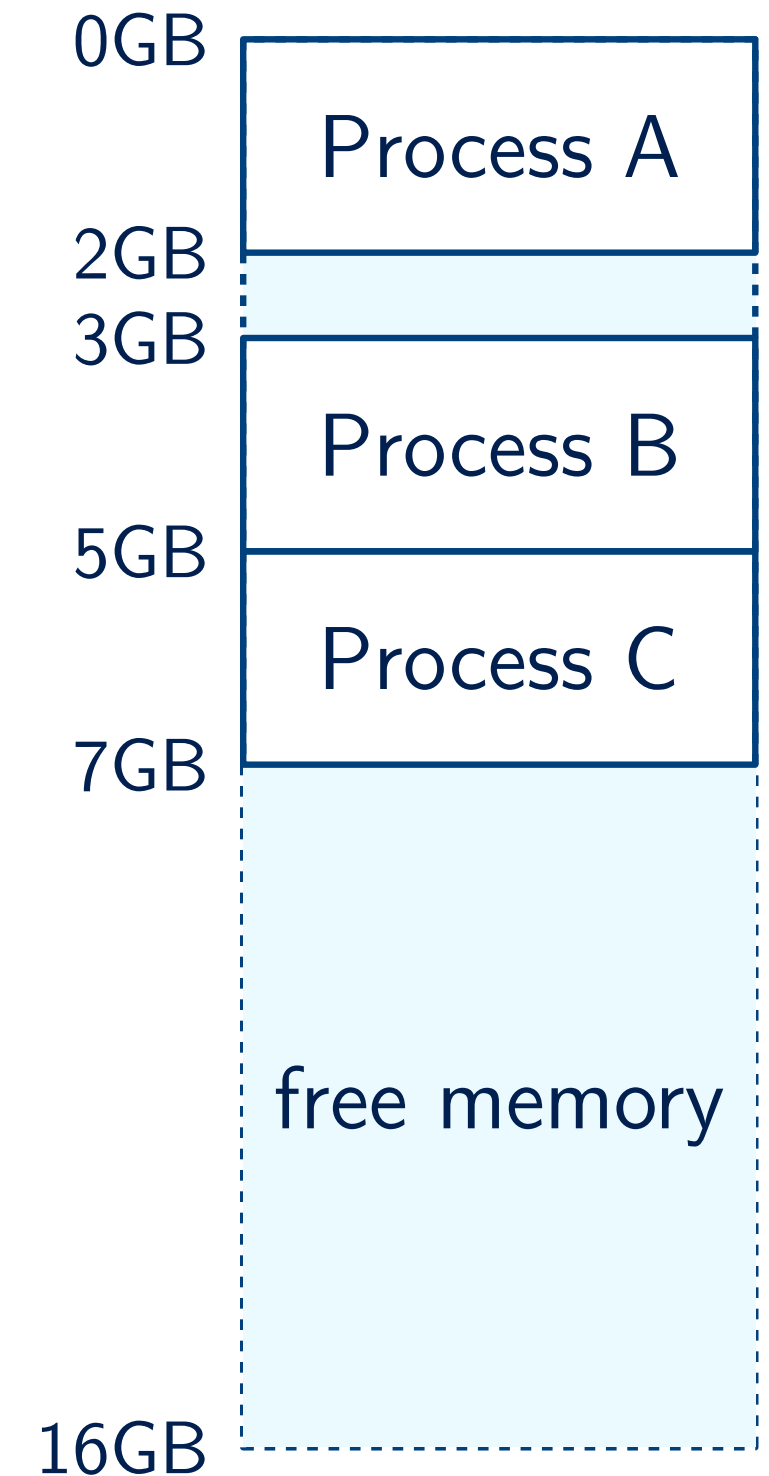 0GB
Process A
2GB
3GB
Process B
5GB
Process C
7GB
free memory
16GB